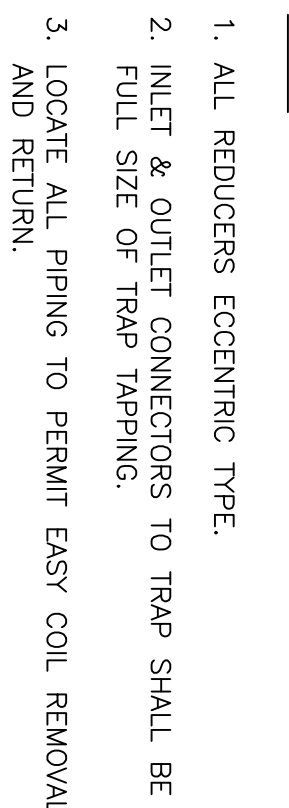 1. ALL REDUCERS ECCENTRIC TYPE.
2. INLET & OUTLET CONNECTORS TO TRAP SHALL BE
FULL SIZE OF TRAP TAPPING.
3. LOCATE ALL PIPING TO PERMIT EASY COIL REMOVAL
AND RETURN.